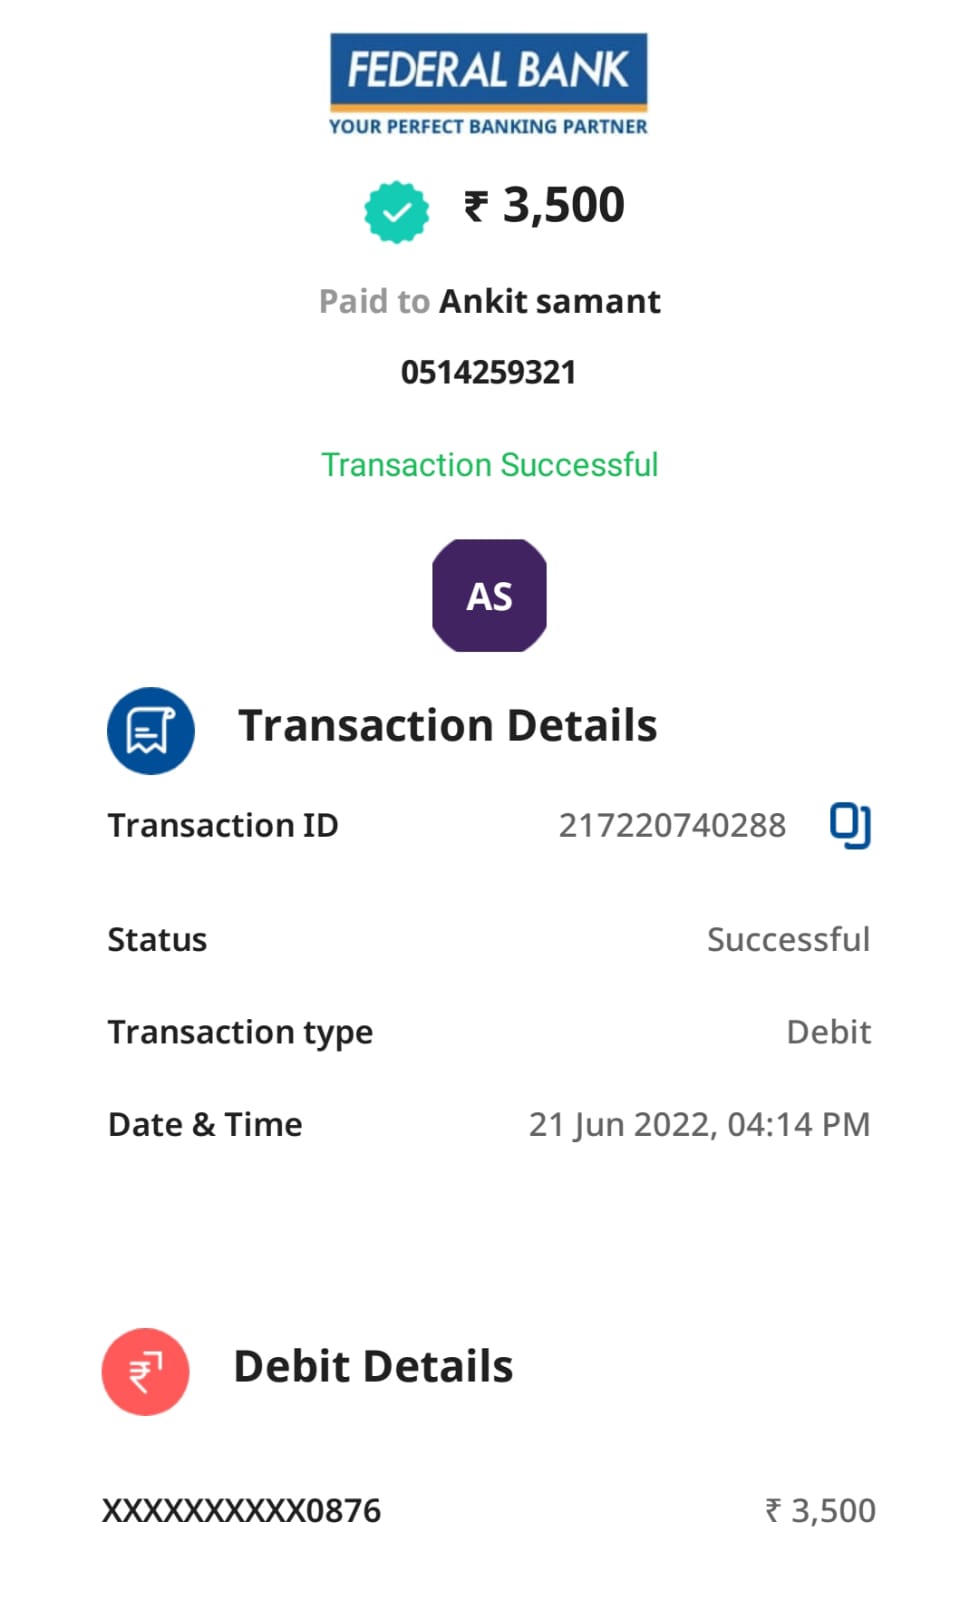 FEDERAL BANK
YOUR PERFECT BANKING PARTNER
₹ 3,500
Paid to Ankit samant
0514259321
Transaction Successful
AS
Transaction Details
Transaction ID 217220740288
Status Successful
Transaction type Debit
Date & Time 21 Jun 2022, 04:14 PM
₹
Debit Details
XXXXXXXXXX0876 ₹ 3,500